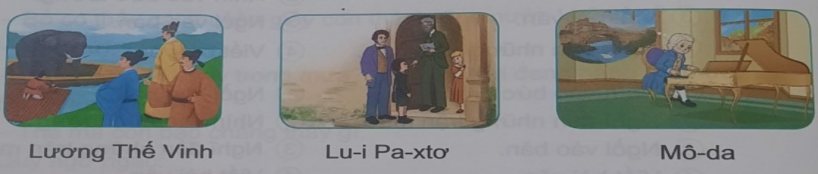 Lương Thế Vinh
Lu-i Pa-xtơ
Mô-da